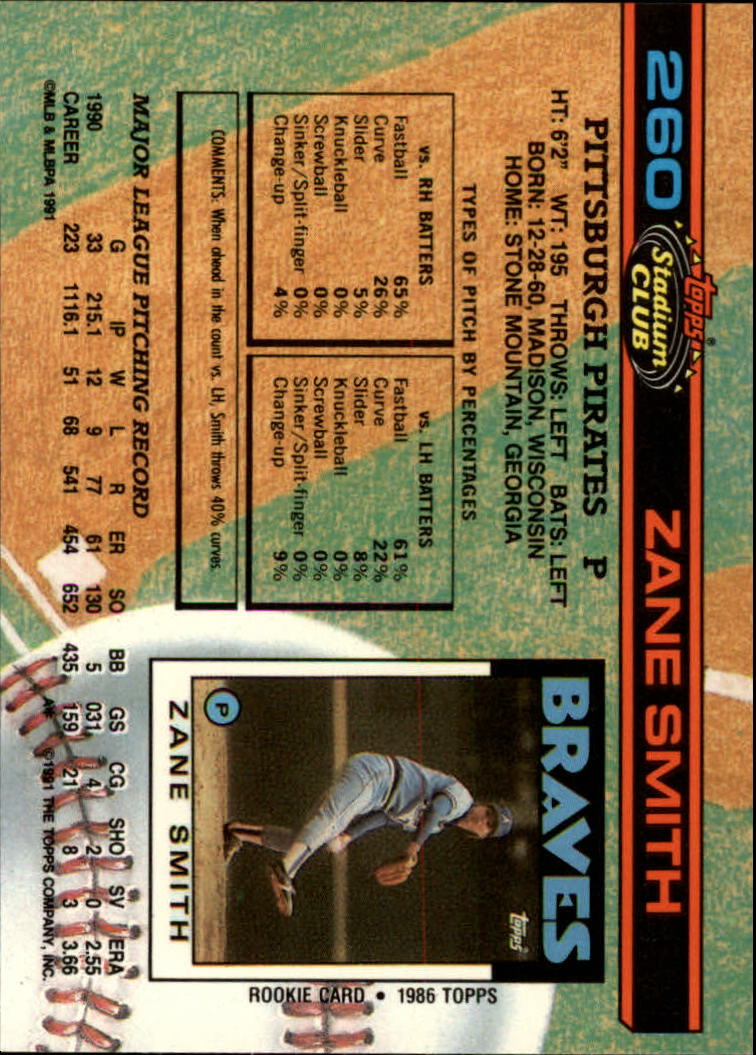 260
topps®
Stadium
CLUB
ZANE SMITH
PITTSBURGH PIRATES P
HT: 6'2" WT: 195 THROWS: LEFT BATS: LEFT
BORN: 12-28-60, MADISON, WISCONSIN
HOME: STONE MOUNTAIN, GEORGIA
TYPES OF PITCH BY PERCENTAGES
vs. RH BATTERS
Fastball 65%
Curve 26%
Slider 5%
Knuckleball 0%
Screwball 0%
Sinker/Split-finger 0%
Change-up 4%
vs. LH BATTERS
Fastball 61%
Curve 22%
Slider 8%
Knuckleball 0%
Screwball 0%
Sinker/Split-finger 0%
Change-up 9%
COMMENTS: When ahead in the count vs. LH, Smith throws 40% curves.
BRAVES
topps
P
ZANE SMITH
ROOKIE CARD • 1986 TOPPS
MAJOR LEAGUE PITCHING RECORD
G IP W L R ER SO BB GS CG SHO SV ERA
1990 33 215.1 12 9 77 61 130 5 031 4 2 0 2.55
CAREER 223 1116.1 51 68 541 454 652 435 159 21 8 3 3.66
©MLB & MLBPA 1991 A* ©1991 THE TOPPS COMPANY, INC.